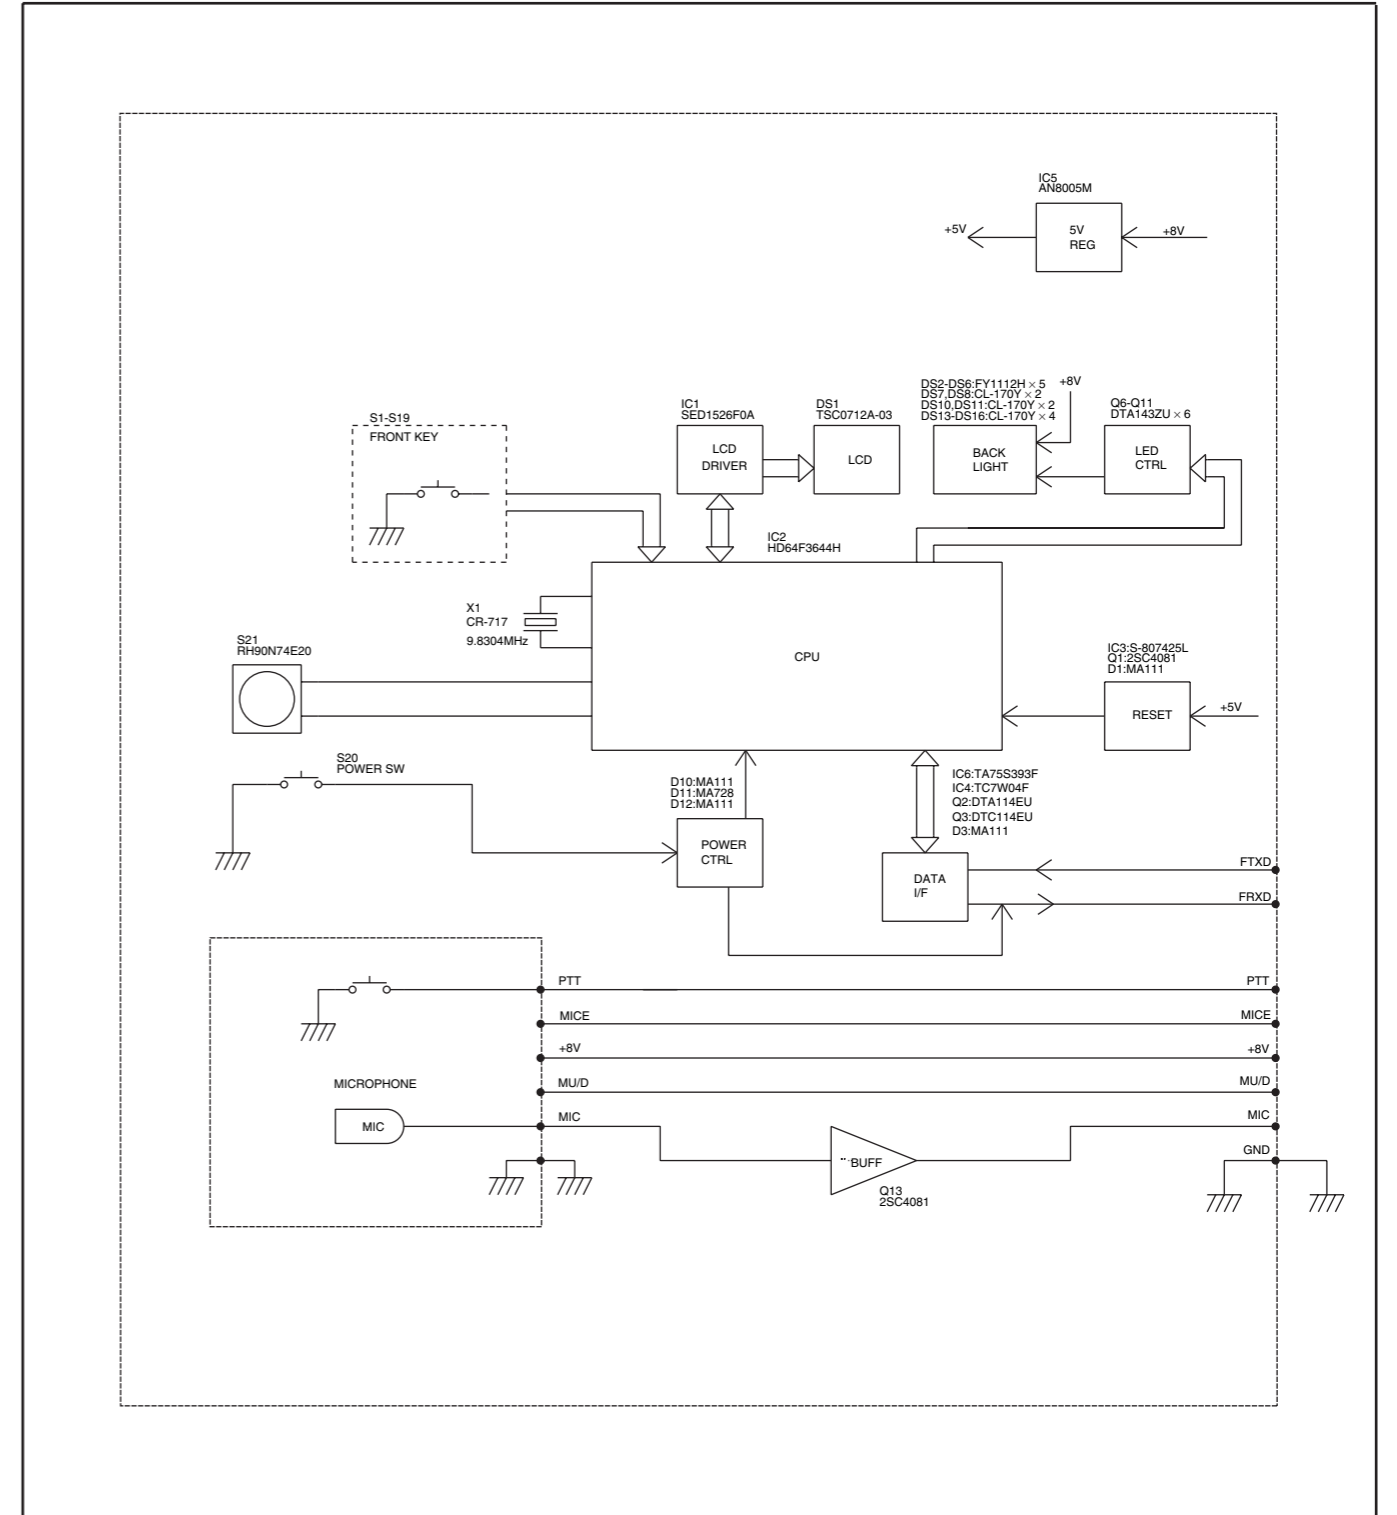 IC5
AN8005M
+5V
5V
REG
+8V
S1-S19
FRONT KEY
IC1
SED1526F0A
LCD
DRIVER
DS1
TSC0712A-03
LCD
DS2-DS6:FY1112H×5
DS7,DS8:CL-170Y×2
DS10,DS11:CL-170Y×2
DS13-DS16:CL-170Y×4
+8V
BACK
LIGHT
Q6-Q11
DTA143ZU×6
LED
CTRL
IC2
HD64F3644H
X1
CR-717
9.8304MHz
CPU
S21
RH90N74E20
IC3:S-807425L
Q1:2SC4081
D1:MA111
RESET
+5V
S20
POWER SW
D10:MA111
D11:MA728
D12:MA111
POWER
CTRL
IC6:TA75S393F
IC4:TC7W04F
Q2:DTA114EU
Q3:DTC114EU
D3:MA111
DATA
I/F
FTXD
FRXD
PTT
PTT
MICE
MICE
+8V
+8V
MU/D
MU/D
MICROPHONE
MIC
MIC
MIC
BUFF
Q13
2SC4081
GND